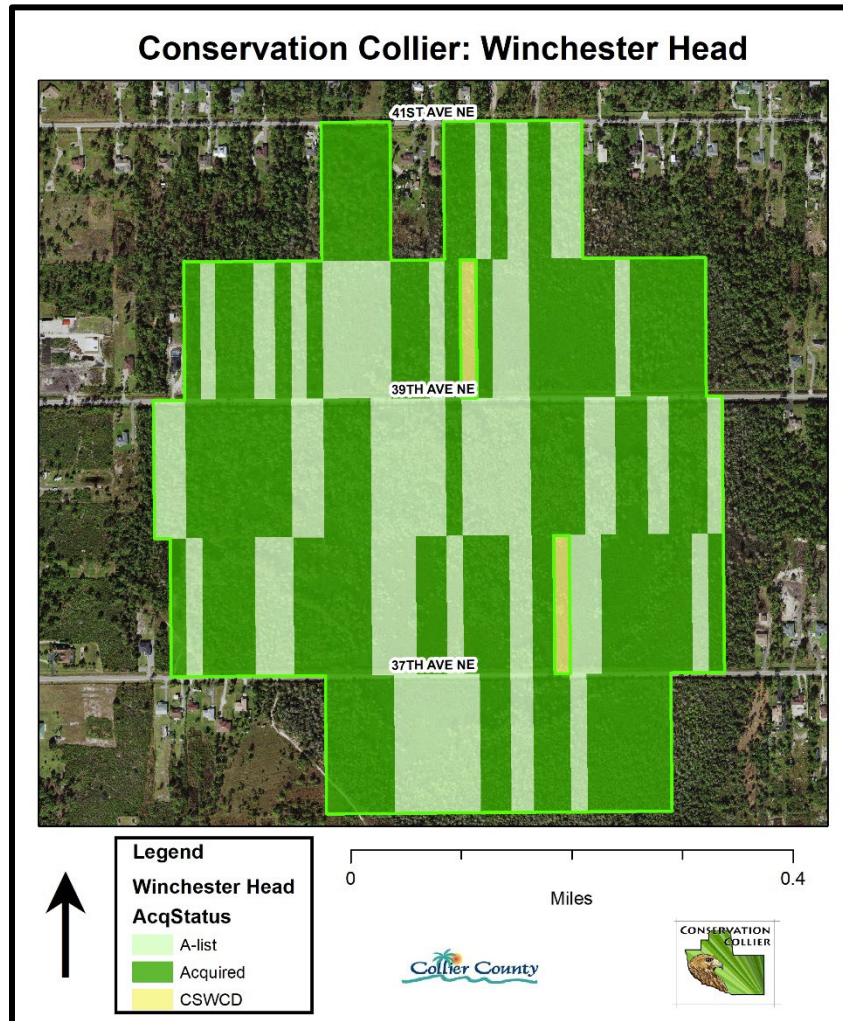 Conservation Collier: Winchester Head
41ST AVE NE
39TH AVE NE
37TH AVE NE
Legend
Winchester Head
AcqStatus
A-list
Acquired
CSWCD
0
0.4
Miles
Collier County
CONSERVATION
COLLIER